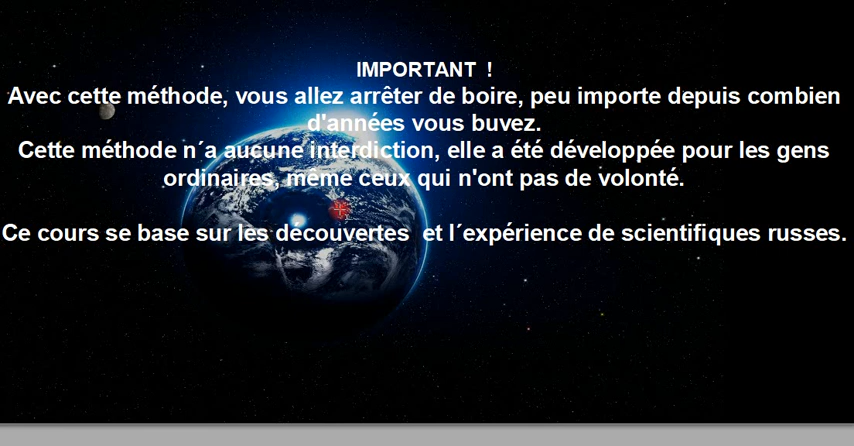 IMPORTANT !
Avec cette méthode, vous allez arrêter de boire, peu importe depuis combien
d'années vous buvez.
Cette méthode n´a aucune interdiction, elle a été développée pour les gens
ordinaires, même ceux qui n'ont pas de volonté.
Ce cours se base sur les découvertes  et l´expérience de scientifiques russes.